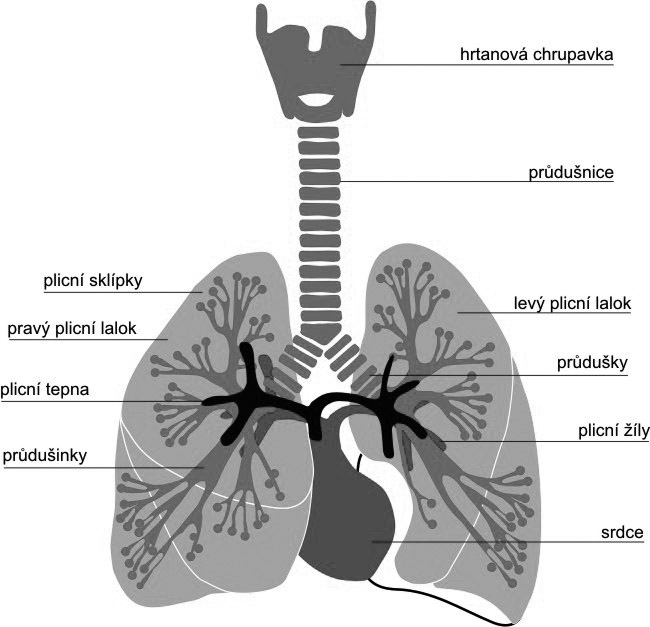 hrtanová chrupavka
průdušnice
plicní sklípky
levý plicní lalok
pravý plicní lalok
průdušky
plicní tepna
plicní žíly
průdušinky
srdce